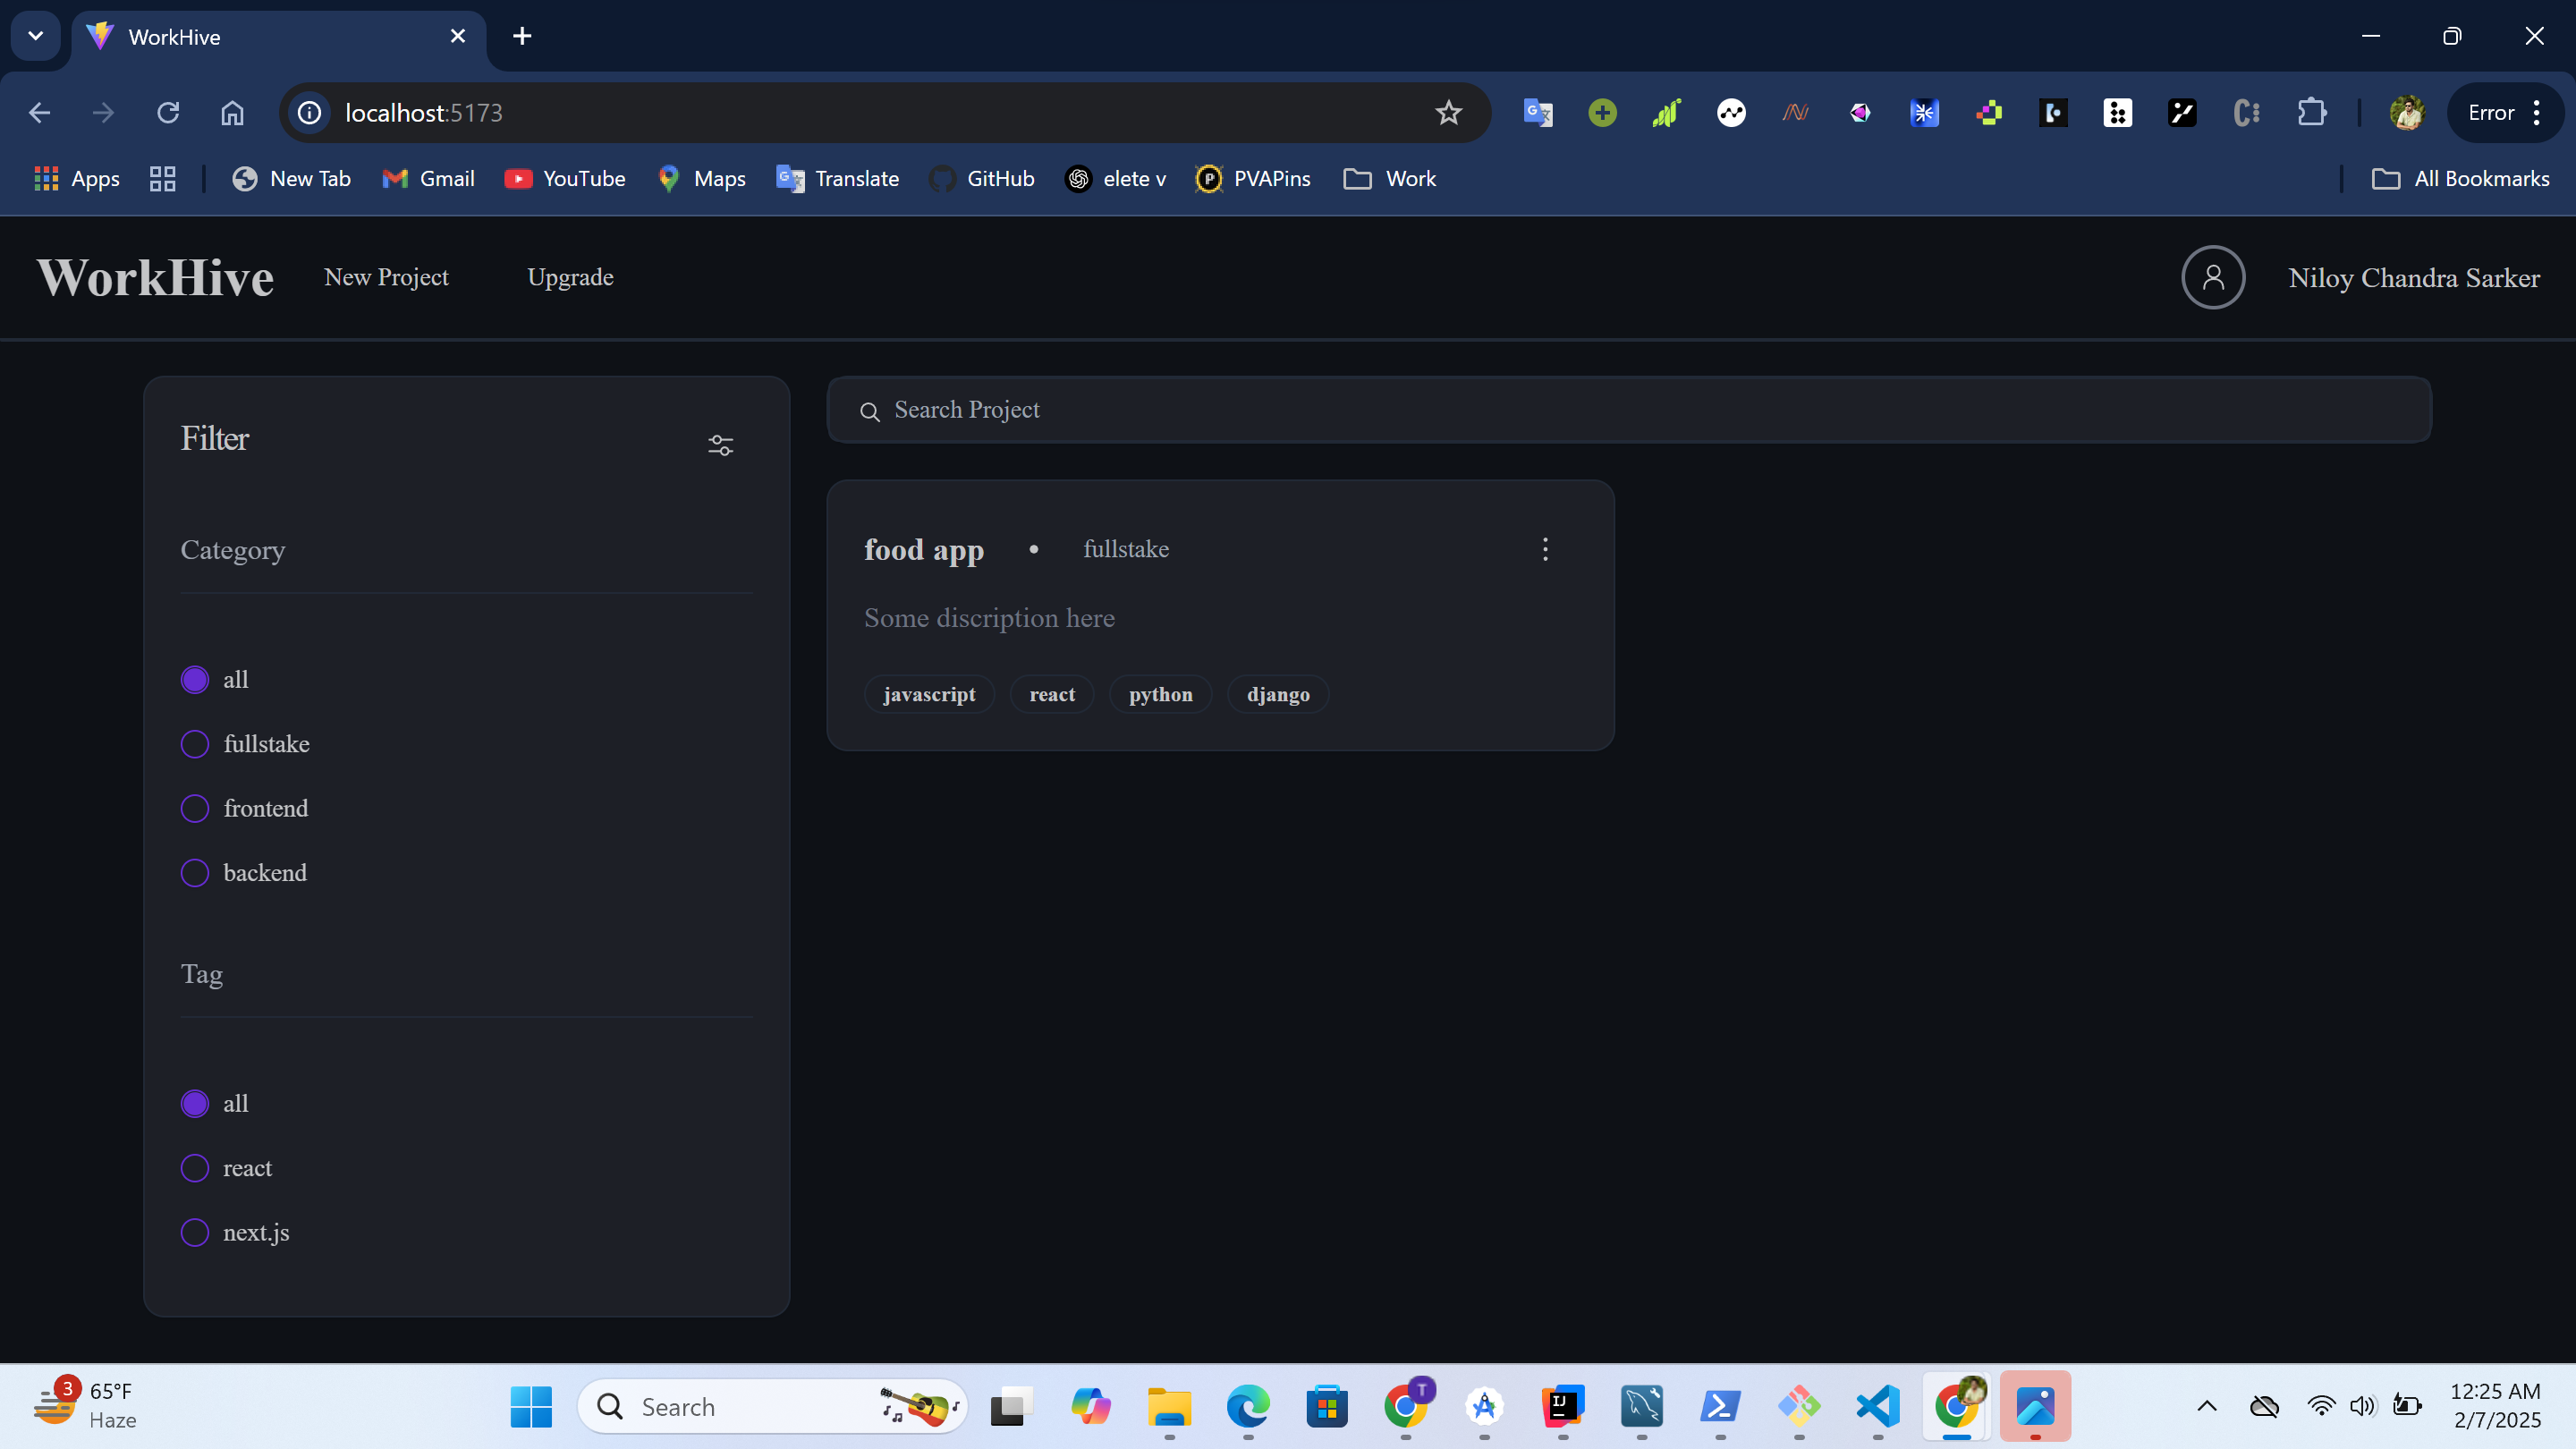 WorkHive
localhost:5173
Error
Apps
New Tab
Gmail
YouTube
Maps
Translate
GitHub
elete v
PVAPins
Work
All Bookmarks
WorkHive
New Project
Upgrade
Niloy Chandra Sarker
Filter
Category
all
fullstake
frontend
backend
Tag
all
react
next.js
Search Project
food app • fullstake
Some discription here
javascript react python django
3
65°F
Haze
Search
T
IJ
12:25 AM
2/7/2025